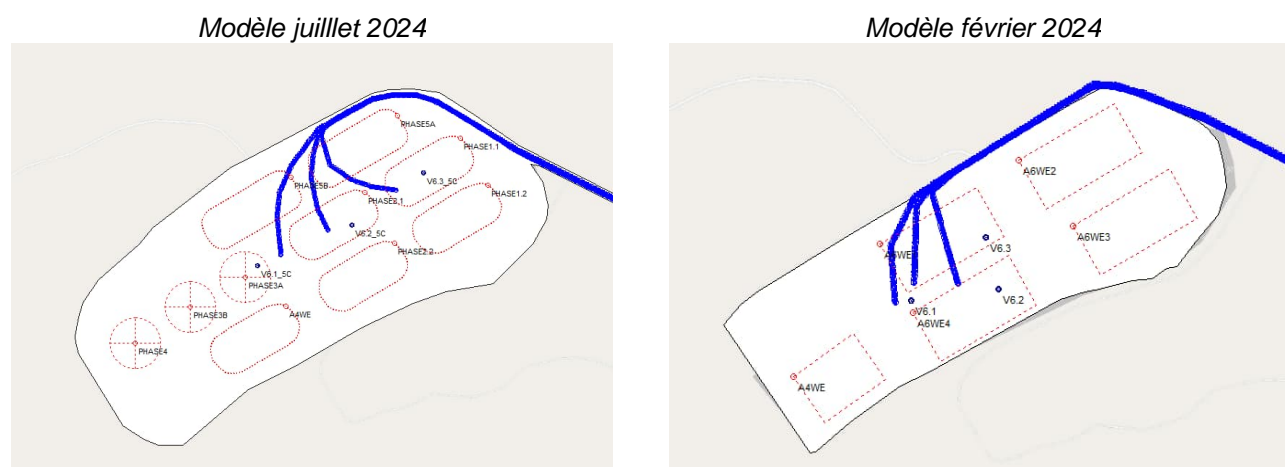 Modèle juilllet 2024
PHASE5A
PHASE1.1
V6.3_5C
PHASE5B
PHASE1.2
PHASE2.1
V6.2_5C
PHASE2.2
V6.1_5C
PHASE3A
A4WE
PHASE3B
PHASE4
Modèle février 2024
A6WE2
A6WE3
V6.3
V6.2
V6.1
A6WE4
A4WE